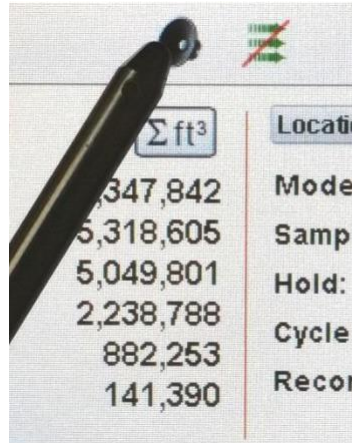 Σ ft³
Locati
,347,842
Mode
5,318,605
Samp
5,049,801
Hold:
2,238,788
Cycle
882,253
Recor
141,390